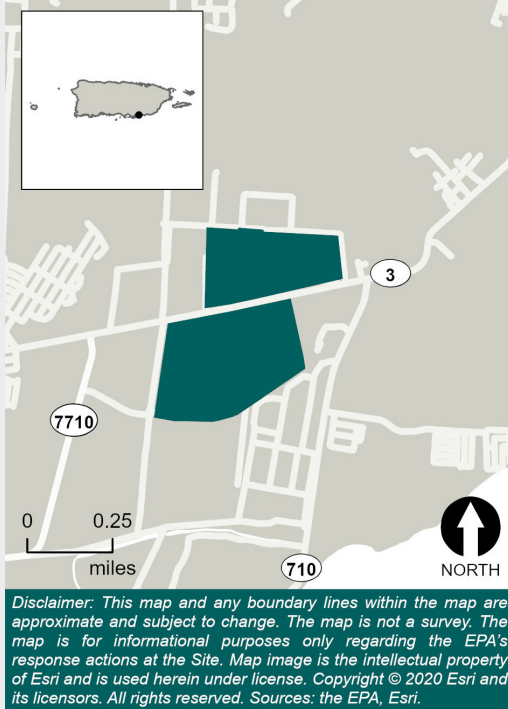 3
7710
0 0.25
miles
710
NORTH
Disclaimer: This map and any boundary lines within the map are
approximate and subject to change. The map is not a survey. The
map is for informational purposes only regarding the EPA's
response actions at the Site. Map image is the intellectual property
of Esri and is used herein under license. Copyright © 2020 Esri and
its licensors. All rights reserved. Sources: the EPA, Esri.